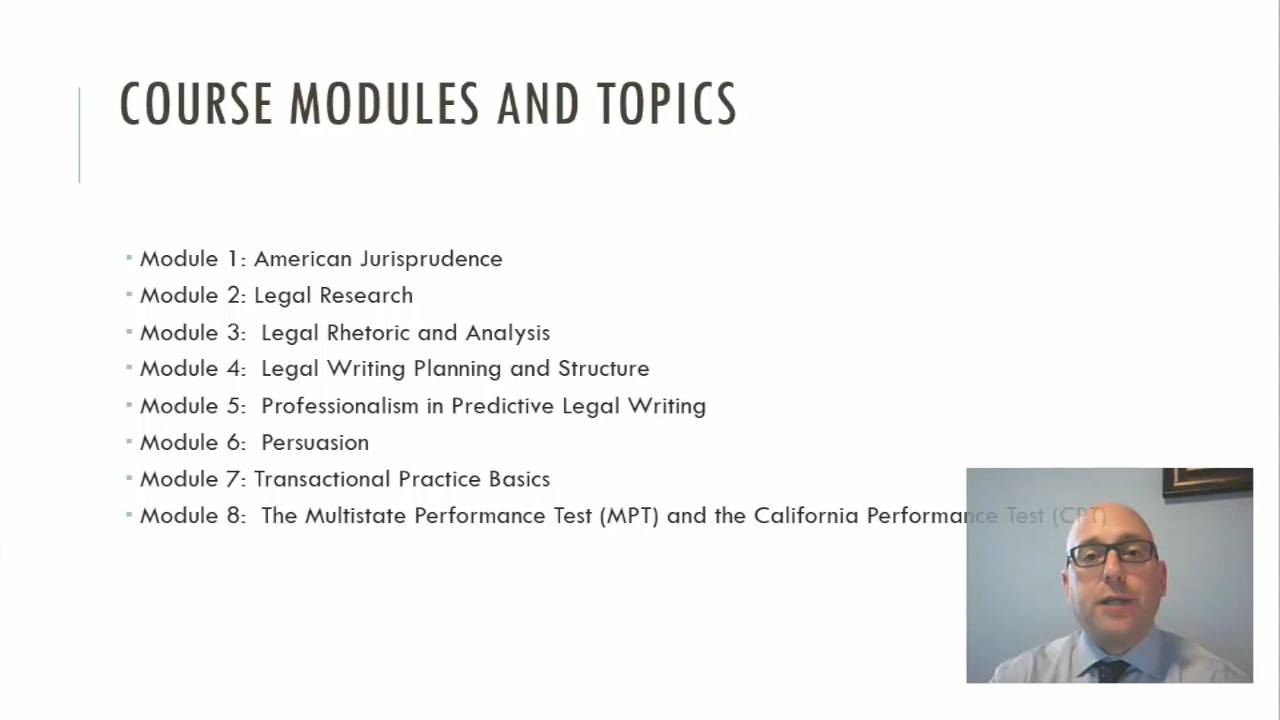 COURSE MODULES AND TOPICS
▪ Module 1: American Jurisprudence
▪ Module 2: Legal Research
▪ Module 3:  Legal Rhetoric and Analysis
▪ Module 4:  Legal Writing Planning and Structure
▪ Module 5:  Professionalism in Predictive Legal Writing
▪ Module 6:  Persuasion
▪ Module 7: Transactional Practice Basics
▪ Module 8:  The Multistate Performance Test (MPT) and the California Performance Test (CPT)